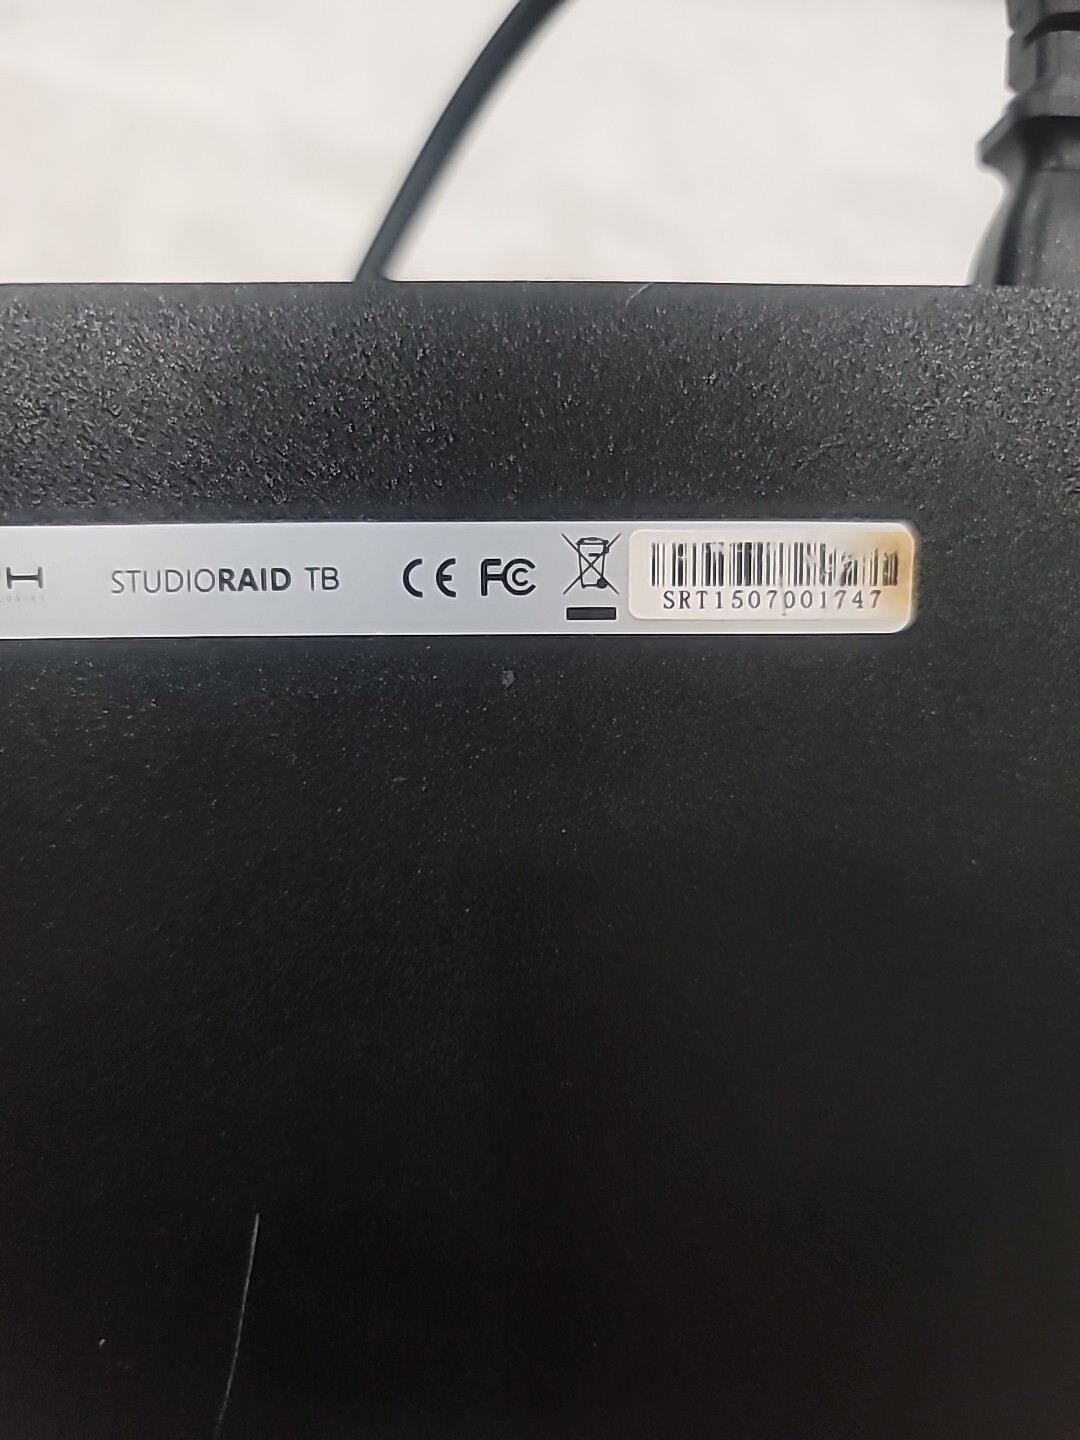 STUDIORAID TB CE FC
SRT1507001747